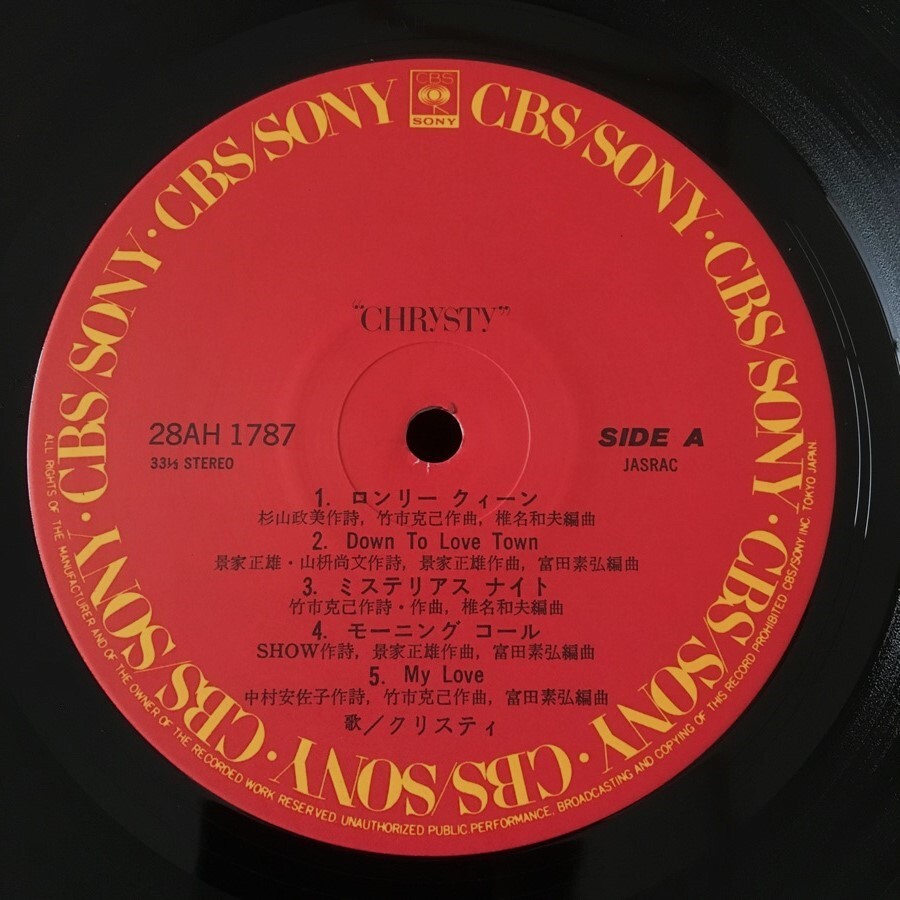 CBS
SONY
CBS/SONY · CBS/SONY · CBS/SONY · CBS/SONY · CBS/SONY · CBS/SONY · CBS/SONY · CBS/SONY
"CHRYSTY"
28AH 1787
33⅓ STEREO
SIDE A
JASRAC
1. ロンリー クィーン
杉山政美作詩, 竹市克己作曲, 椎名和夫編曲
2. Down To Love Town
景家正雄・山枡尚文作詩, 景家正雄作曲, 富田素弘編曲
3. ミステリアス ナイト
竹市克己作詩・作曲, 椎名和夫編曲
4. モーニング コール
SHOW作詩, 景家正雄作曲, 富田素弘編曲
5. My Love
中村安佐子作詩, 竹市克己作曲, 富田素弘編曲
歌／クリスティ
ALL RIGHTS OF THE MANUFACTURER AND OF THE OWNER OF THE RECORDED WORK RESERVED UNAUTHORIZED PUBLIC PERFORMANCE, BROADCASTING AND COPYING OF THIS RECORD PROHIBITED CBS/SONY INC. TOKYO JAPAN